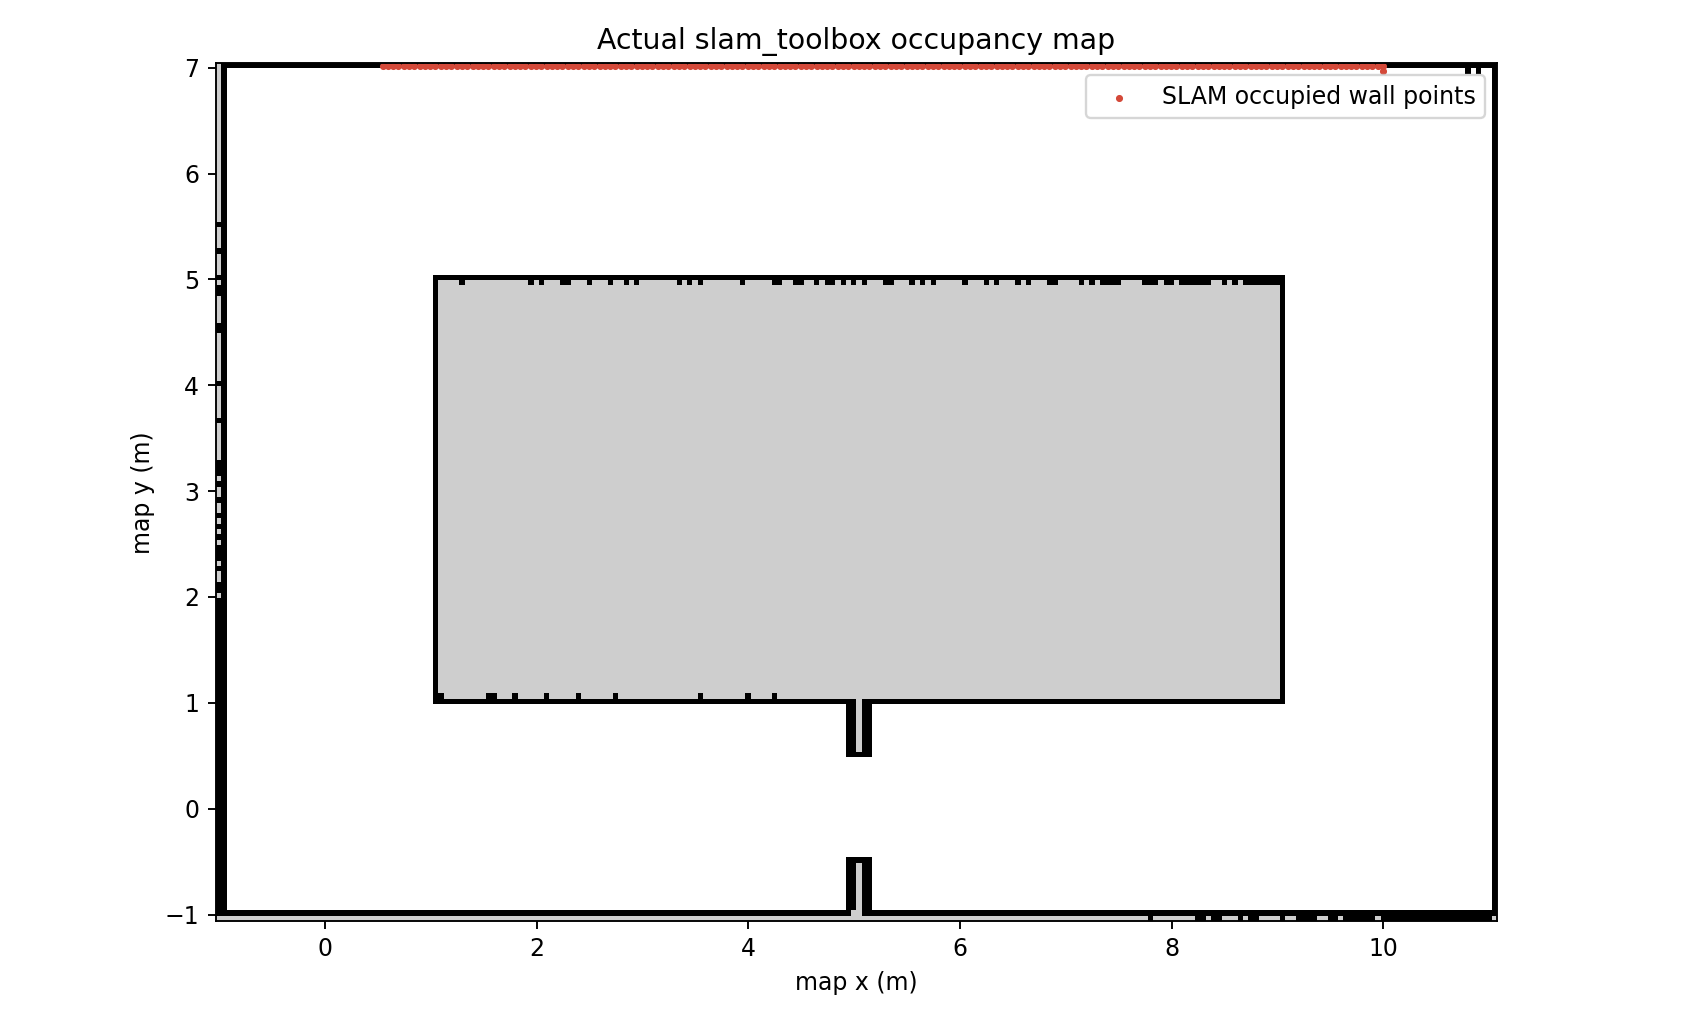 Actual slam_toolbox occupancy map
SLAM occupied wall points
7
6
5
4
3
2
1
0
−1
map y (m)
0 2 4 6 8 10
map x (m)